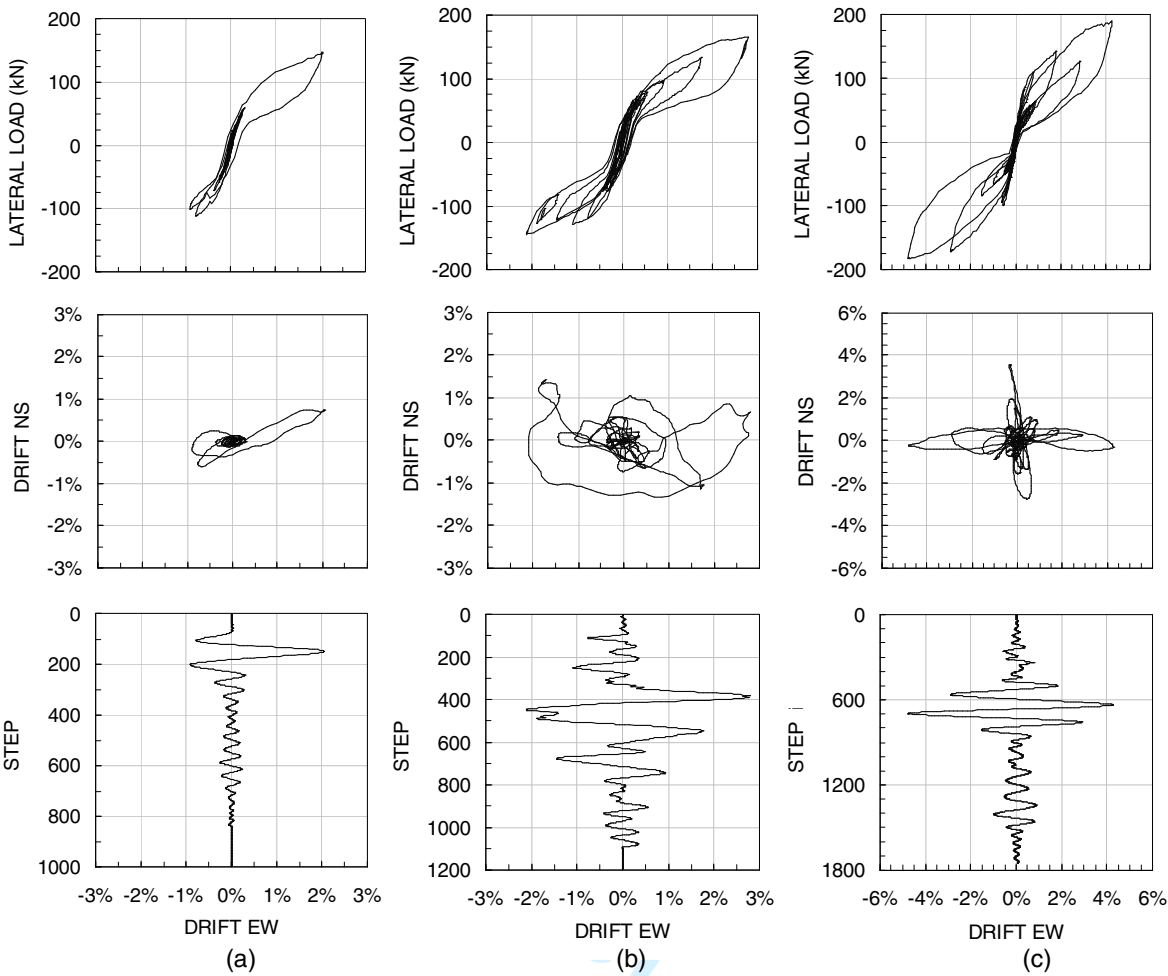 200
100
0
-100
-200
LATERAL LOAD (kN)
200
100
0
-100
-200
LATERAL LOAD (kN)
200
100
0
-100
-200
LATERAL LOAD (kN)
3%
2%
1%
0%
-1%
-2%
-3%
DRIFT NS
3%
2%
1%
0%
-1%
-2%
-3%
DRIFT NS
6%
4%
2%
0%
-2%
-4%
-6%
DRIFT NS
0
200
400
600
800
1000
STEP
-3% -2% -1% 0% 1% 2% 3%
DRIFT EW
(a)
0
200
400
600
800
1000
1200
STEP
-3% -2% -1% 0% 1% 2% 3%
DRIFT EW
(b)
0
600
1200
1800
STEP
-6% -4% -2% 0% 2% 4% 6%
DRIFT EW
(c)